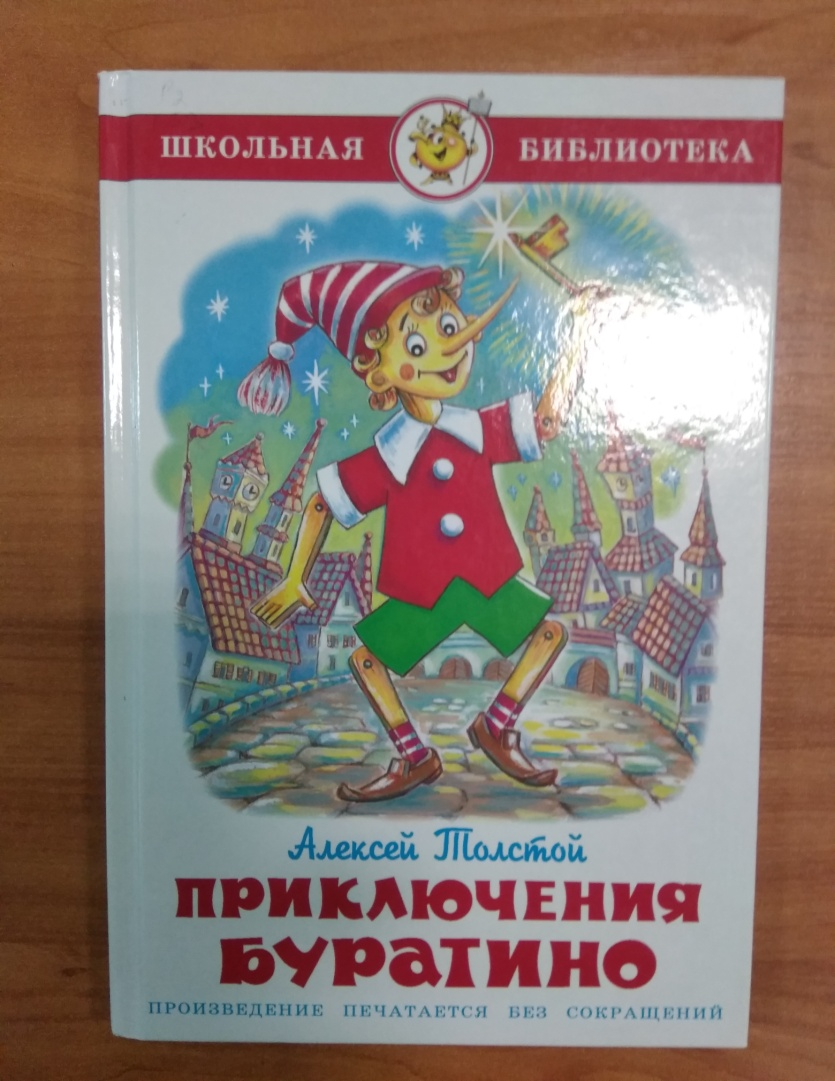 ШКОЛЬНАЯ БИБЛИОТЕКА
Алексей Толстой
ПРИКЛЮЧЕНИЯ
БУРАТИНО
ПРОИЗВЕДЕНИЕ ПЕЧАТАЕТСЯ БЕЗ СОКРАЩЕНИЙ